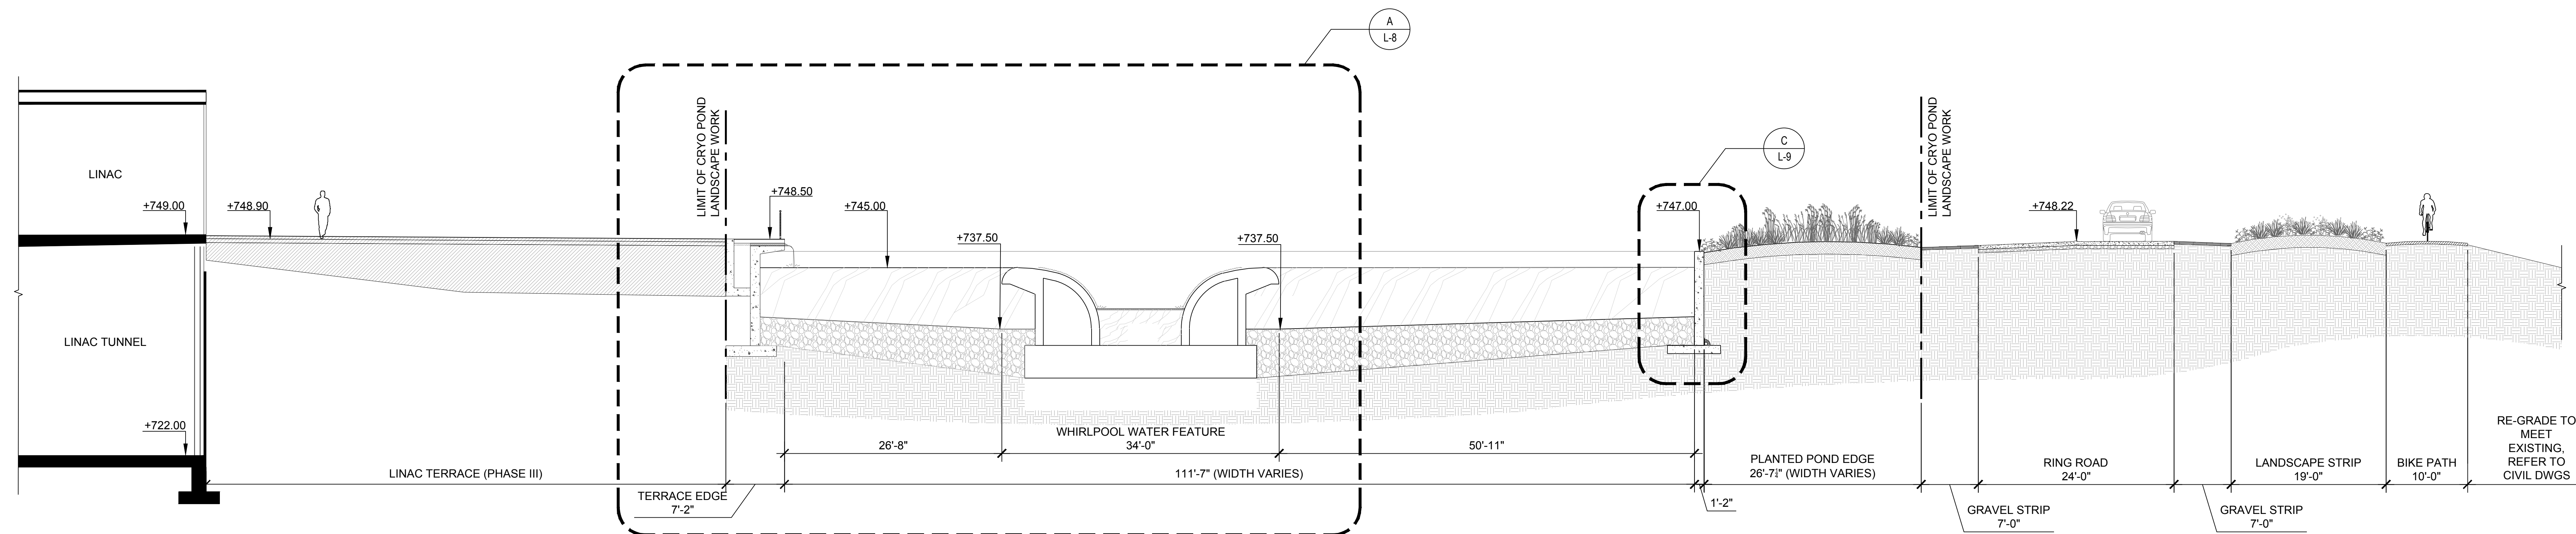 A
L-8
C
L-9
LIMIT OF CRYO POND
LANDSCAPE WORK
LIMIT OF CRYO POND
LANDSCAPE WORK
LINAC
+749.00
+748.90
+748.50
+745.00
+737.50
+737.50
+747.00
+748.22
LINAC TUNNEL
+722.00
WHIRLPOOL WATER FEATURE
26'-8"
34'-0"
50'-11"
RE-GRADE TO
MEET
EXISTING,
REFER TO
CIVIL DWGS
LINAC TERRACE (PHASE III)
111'-7" (WIDTH VARIES)
PLANTED POND EDGE
(WIDTH VARIES)
RING ROAD
24'-0"
LANDSCAPE STRIP
19'-0"
BIKE PATH
10'-0"
TERRACE EDGE
7'-2"
1'-2"
GRAVEL STRIP
7'-0"
GRAVEL STRIP
7'-0"